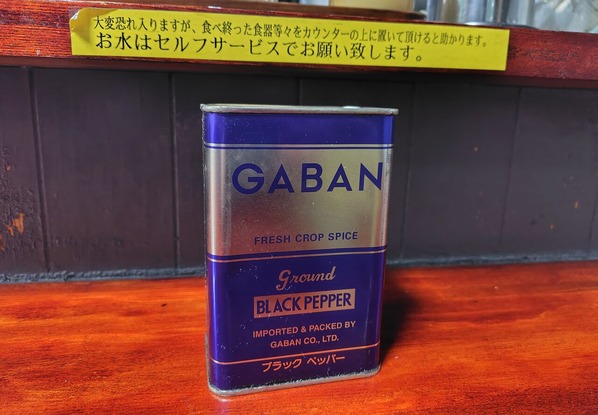 大変恐れ入りますが、食べ終った食器等々をカウンターの上に置いて頂けると助かります。
お水はセルフサービスでお願い致します。
GABAN
FRESH CROP SPICE
Ground
BLACK PEPPER
IMPORTED & PACKED BY
GABAN CO., LTD.
ブラック ペッパー